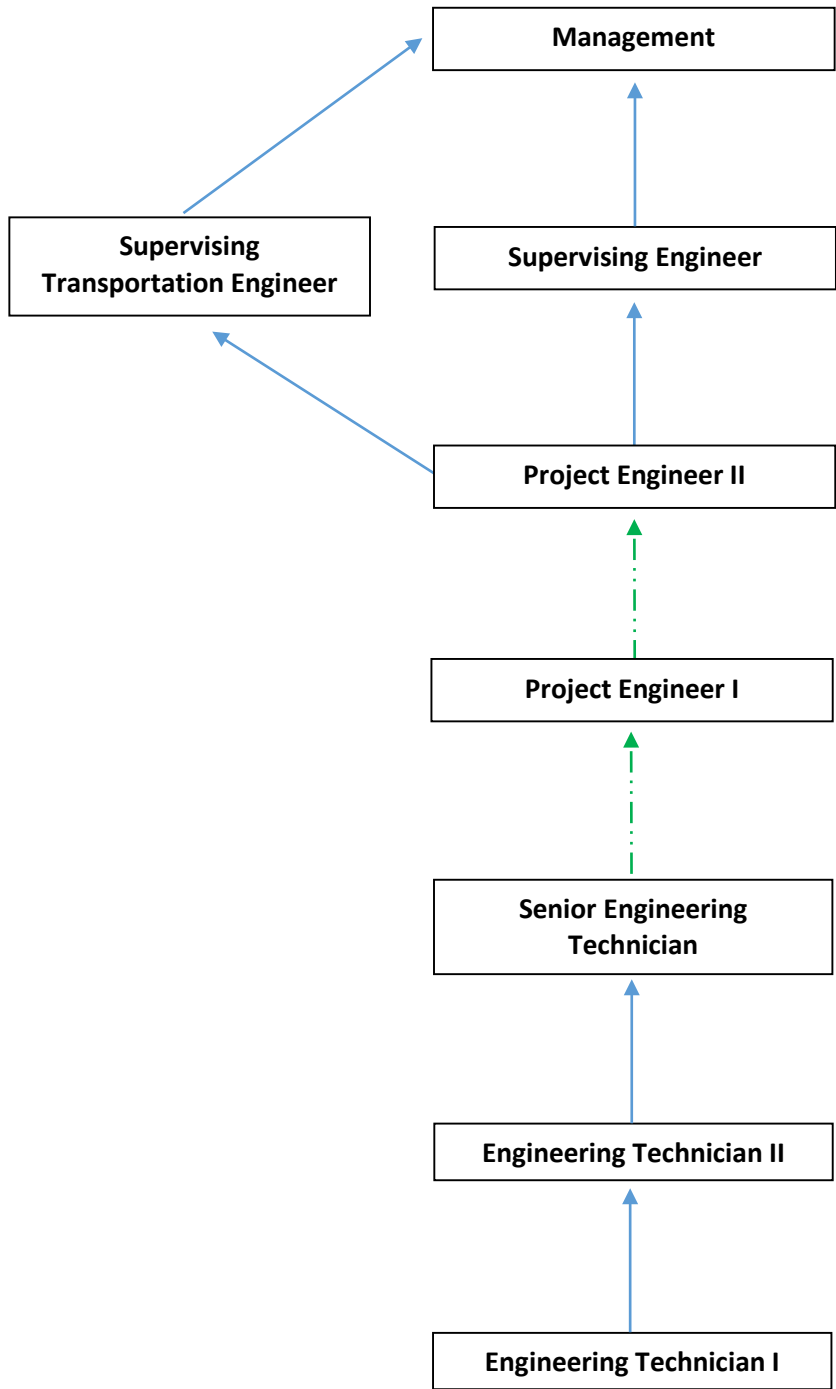 Management
Supervising
Transportation Engineer
Supervising Engineer
Project Engineer II
Project Engineer I
Senior Engineering
Technician
Engineering Technician II
Engineering Technician I